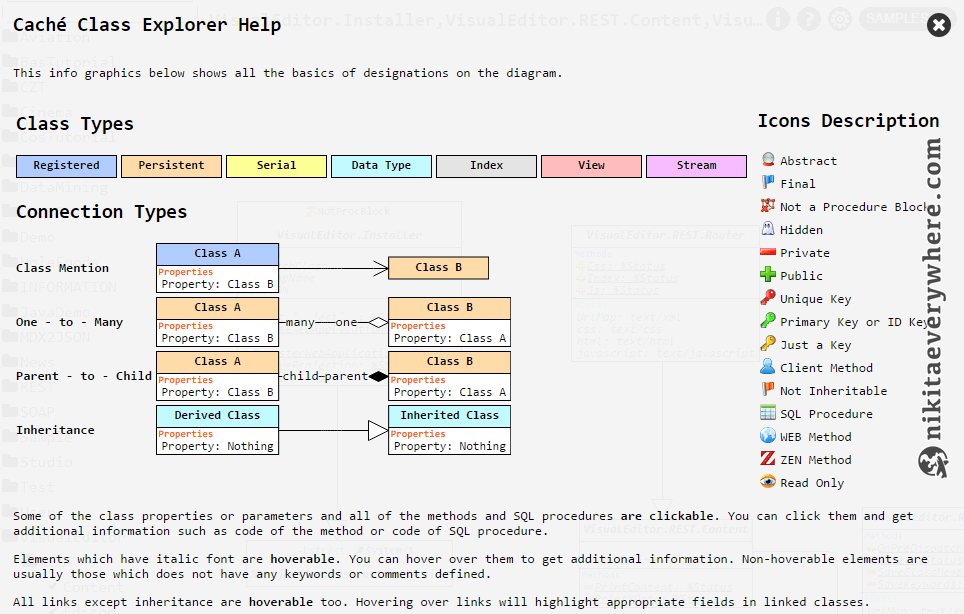 Caché Class Explorer Help
VisualEditor.Installer,VisualEditor.REST.Content,Visu...
SAMPLES
This info graphics below shows all the basics of designations on the diagram.
Class Types
Registered Persistent Serial Data Type Index View Stream
Connection Types
Class Mention
Class A
Properties
Property: Class B
Class B
One - to - Many
Class A
Properties
Property: Class B
many one
Class B
Properties
Property: Class A
Parent - to - Child
Class A
Properties
Property: Class B
child parent
Class B
Properties
Property: Class A
Inheritance
Derived Class
Properties
Property: Nothing
Inherited Class
Properties
Property: Nothing
Icons Description
Abstract
Final
Not a Procedure Block
Hidden
Private
Public
Unique Key
Primary Key or ID Key
Just a Key
Client Method
Not Inheritable
SQL Procedure
WEB Method
ZEN Method
Read Only
nikitaeverywhere.com
Some of the class properties or parameters and all of the methods and SQL procedures are clickable. You can click them and get
additional information such as code of the method or code of SQL procedure.
Elements which have italic font are hoverable. You can hover over them to get additional information. Non-hoverable elements are
usually those which does not have any keywords or comments defined.
All links except inheritance are hoverable too. Hovering over links will highlight appropriate fields in linked classes.